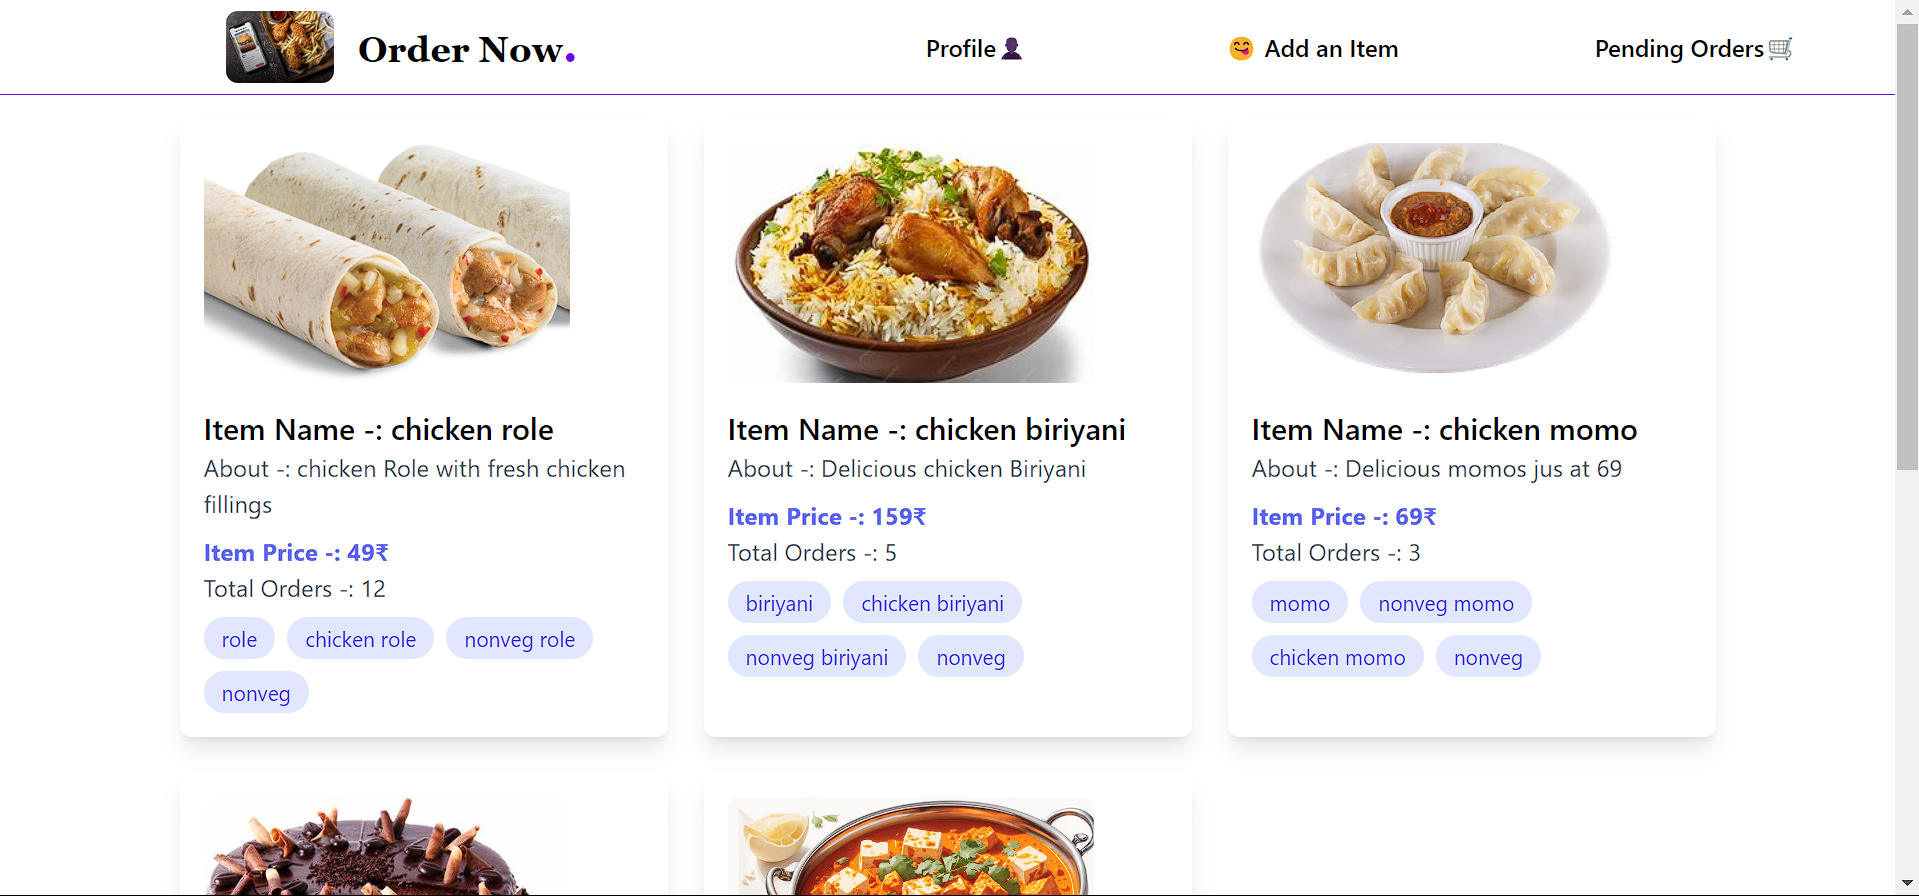 Order Now.
Profile👤
😋 Add an Item
Pending Orders🛒
Item Name -: chicken role
About -: chicken Role with fresh chicken
fillings
Item Price -: 49₹
Total Orders -: 12
role
chicken role
nonveg role
nonveg
Item Name -: chicken biriyani
About -: Delicious chicken Biriyani
Item Price -: 159₹
Total Orders -: 5
biriyani
chicken biriyani
nonveg biriyani
nonveg
Item Name -: chicken momo
About -: Delicious momos jus at 69
Item Price -: 69₹
Total Orders -: 3
momo
nonveg momo
chicken momo
nonveg